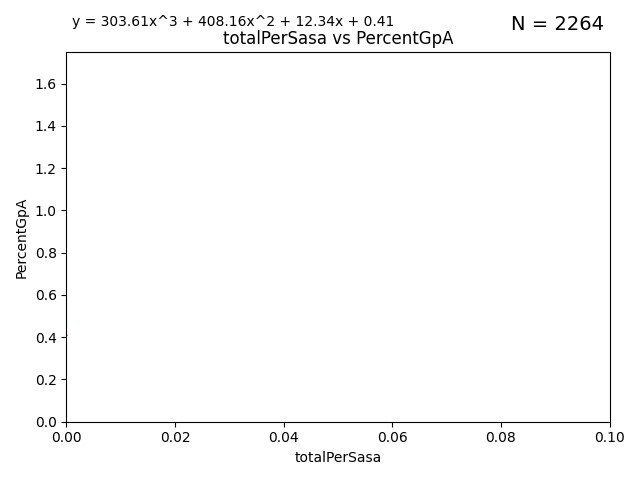 y = 303.61x^3 + 408.16x^2 + 12.34x + 0.41
N = 2264
totalPerSasa vs PercentGpA
1.6
1.4
1.2
1.0
0.8
0.6
0.4
0.2
0.0
PercentGpA
0.00 0.02 0.04 0.06 0.08 0.10
totalPerSasa